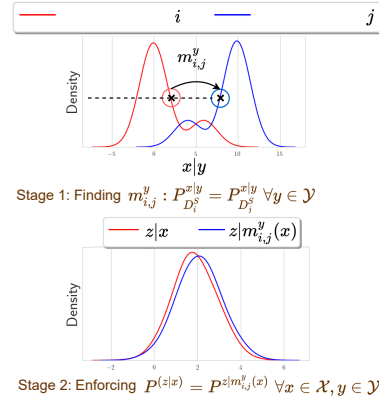 i j
m^y_{i,j}
Density
−5 0 5 10 15
x|y
Stage 1: Finding m^y_{i,j} : P^{x|y}_{D^S_i} = P^{x|y}_{D^S_j} ∀y ∈ 𝒴
z|x z|m^y_{i,j}(x)
Density
−2 0 2 4 6
Stage 2: Enforcing P^{(z|x)} = P^{z|m^y_{i,j}(x)} ∀x ∈ 𝒳, y ∈ 𝒴